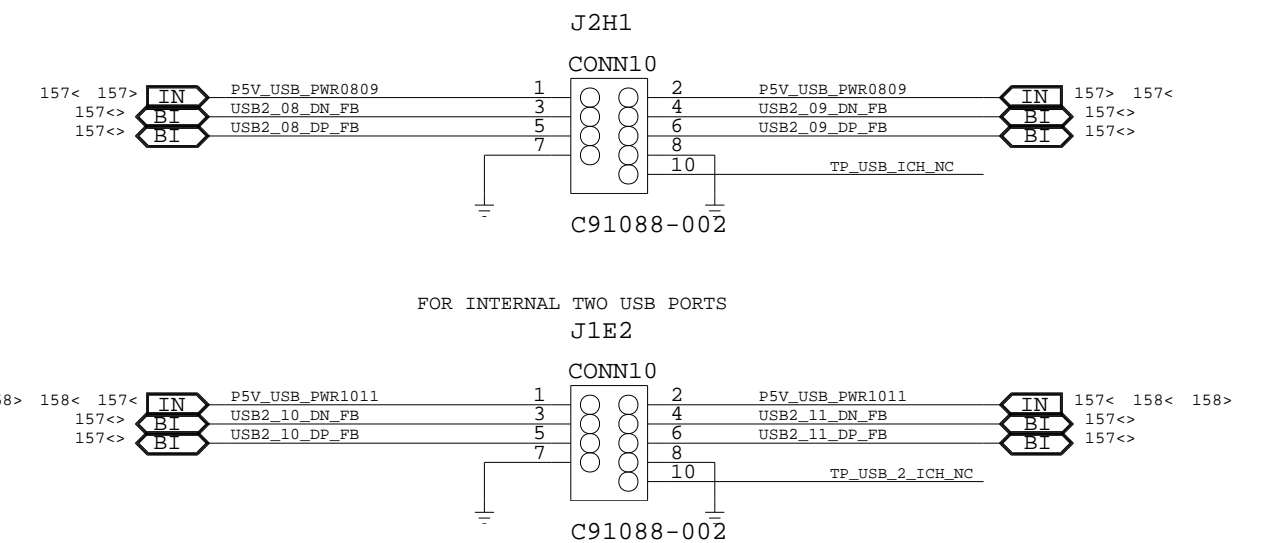 J2H1
CONN10
157< 157> IN P5V_USB_PWR0809 1 2 P5V_USB_PWR0809 IN 157> 157<
157<> BI USB2_08_DN_FB 3 4 USB2_09_DN_FB BI 157<>
157<> BI USB2_08_DP_FB 5 6 USB2_09_DP_FB BI 157<>
7 8
10 TP_USB_ICH_NC
C91088-002
FOR INTERNAL TWO USB PORTS
J1E2
CONN10
8> 158< 157< IN P5V_USB_PWR1011 1 2 P5V_USB_PWR1011 IN 157< 158< 158>
157<> BI USB2_10_DN_FB 3 4 USB2_11_DN_FB BI 157<>
157<> BI USB2_10_DP_FB 5 6 USB2_11_DP_FB BI 157<>
7 8
10 TP_USB_2_ICH_NC
C91088-002